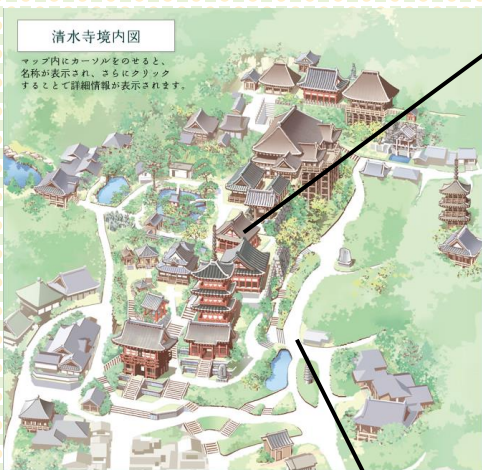 清水寺境内図
マップ内にカーソルをのせると、
名称が表示され、さらにクリック
することで詳細情報が表示されます。